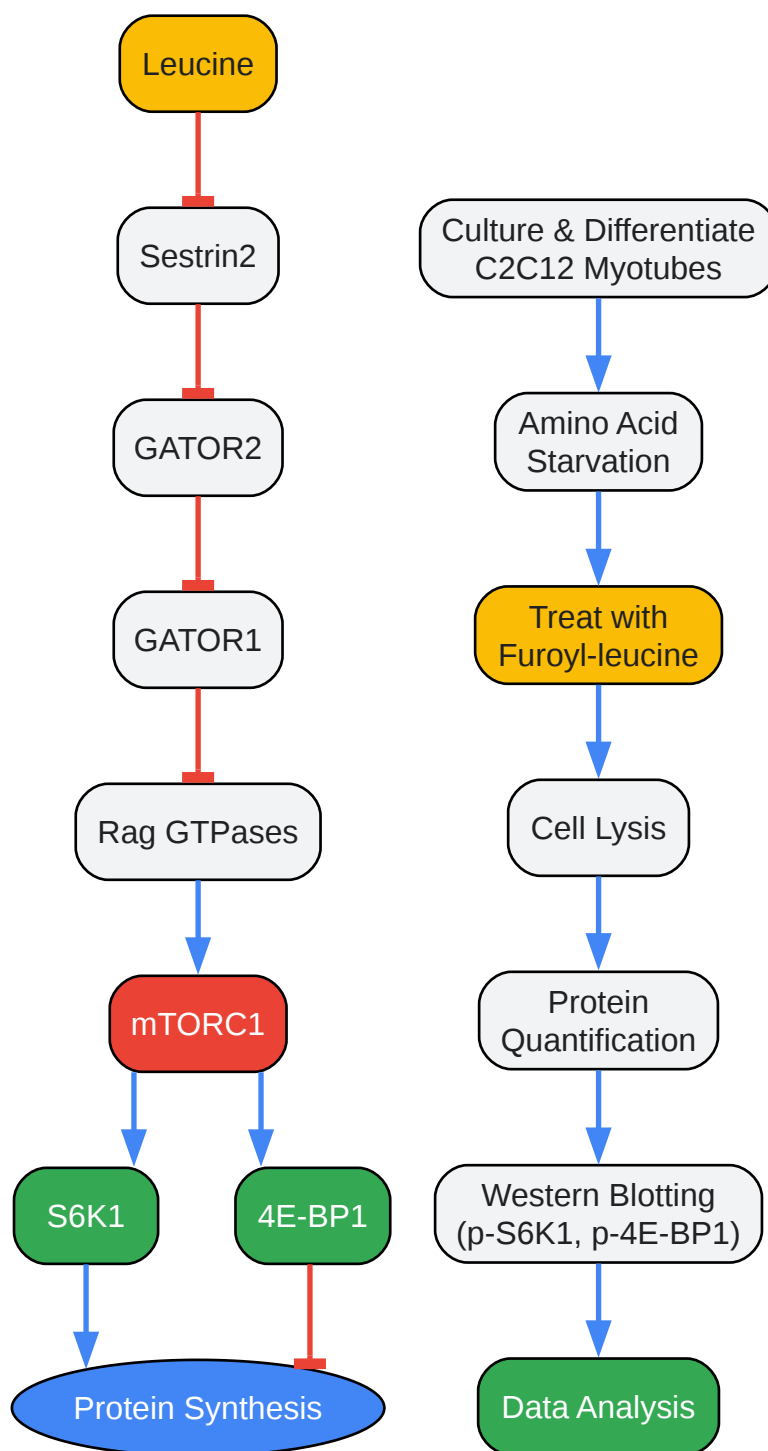 Leucine
Sestrin2
GATOR2
GATOR1
Rag GTPases
mTORC1
S6K1
4E-BP1
Protein Synthesis
Culture & Differentiate
C2C12 Myotubes
Amino Acid
Starvation
Treat with
Furoyl-leucine
Cell Lysis
Protein
Quantification
Western Blotting
(p-S6K1, p-4E-BP1)
Data Analysis